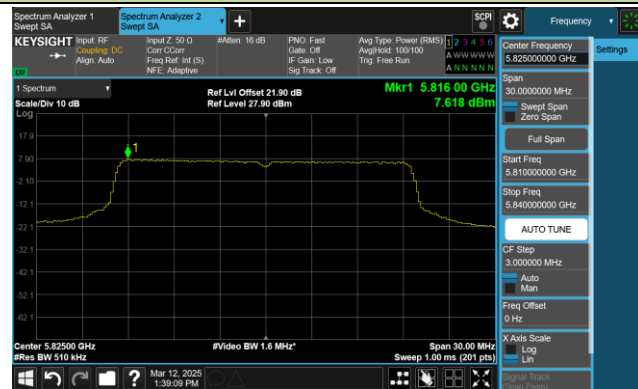 Spectrum Analyzer 1
Swept SA
Spectrum Analyzer 2
Swept SA
SCPI
Frequency
KEYSIGHT
Input: RF
Coupling: DC
Align: Auto
Input Z: 50 Ω
Corr CCorr
Freq Ref: Int (S)
NFE: Adaptive
#Atten: 16 dB
PNO: Fast
Gate: Off
IF Gain: Low
Sig Track: Off
Avg Type: Power (RMS)
Avg|Hold: 100/100
Trig: Free Run
1 2 3 4 5 6
A W W W W W
A N N N N N
1 Spectrum
Scale/Div 10 dB
Log
Ref Lvl Offset 21.90 dB
Ref Level 27.90 dBm
Mkr1 5.816 00 GHz
7.618 dBm
17.9
7.90
-2.10
-12.1
-22.1
-32.1
-42.1
-52.1
-62.1
1
Center 5.82500 GHz
#Res BW 510 kHz
#Video BW 1.6 MHz*
Span 30.00 MHz
Sweep 1.00 ms (201 pts)
Center Frequency
5.825000000 GHz
Settings
Span
30.0000000 MHz
Swept Span
Zero Span
Full Span
Start Freq
5.810000000 GHz
Stop Freq
5.840000000 GHz
AUTO TUNE
CF Step
3.000000 MHz
Auto
Man
Freq Offset
0 Hz
X Axis Scale
Log
Lin
Signal Track
(Span Zoom)
Mar 12, 2025
1:39:09 PM